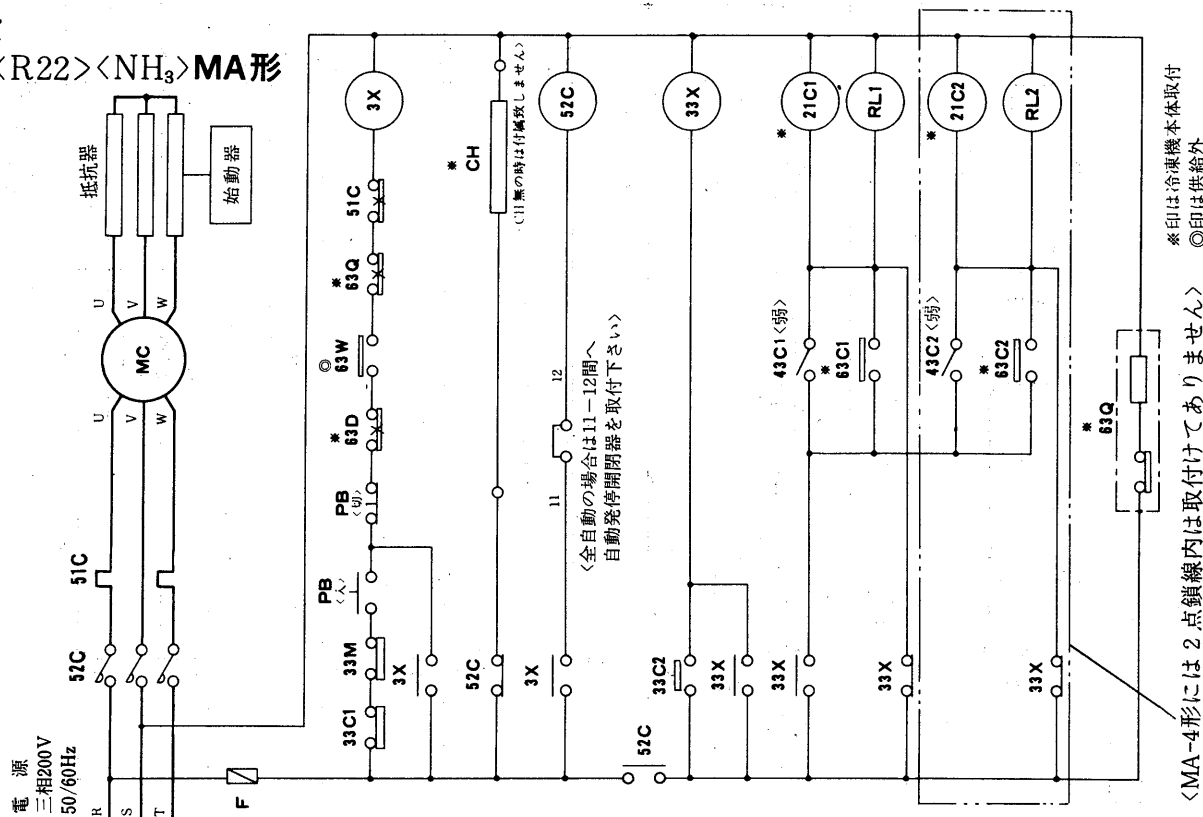 <R22><NH₃>MA形
抵抗器
始動器
U
V
W
MC
U
V
W
51C
52C
電源
三相200V
50/60Hz
R
S
T
F
3X
51C
※
63Q
◎
63W
※
63D
PB
<切>
PB
<入>
33M
33C1
3X
※
CH
<CH無の時は付属致しません>
52C
52C
12
11
<全自動の場合は11-12間へ
自動発停開閉器を取付下さい>
3X
52C
33X
33C2
33X
※
21C1
RL1
43C1<弱>
※
63C1
33X
33X
※
21C2
RL2
43C2<弱>
※
63C2
33X
※
63Q
※印は冷凍機本体取付
◎印は供給外
<MA-4形には2点鎖線内は取付けてありません>